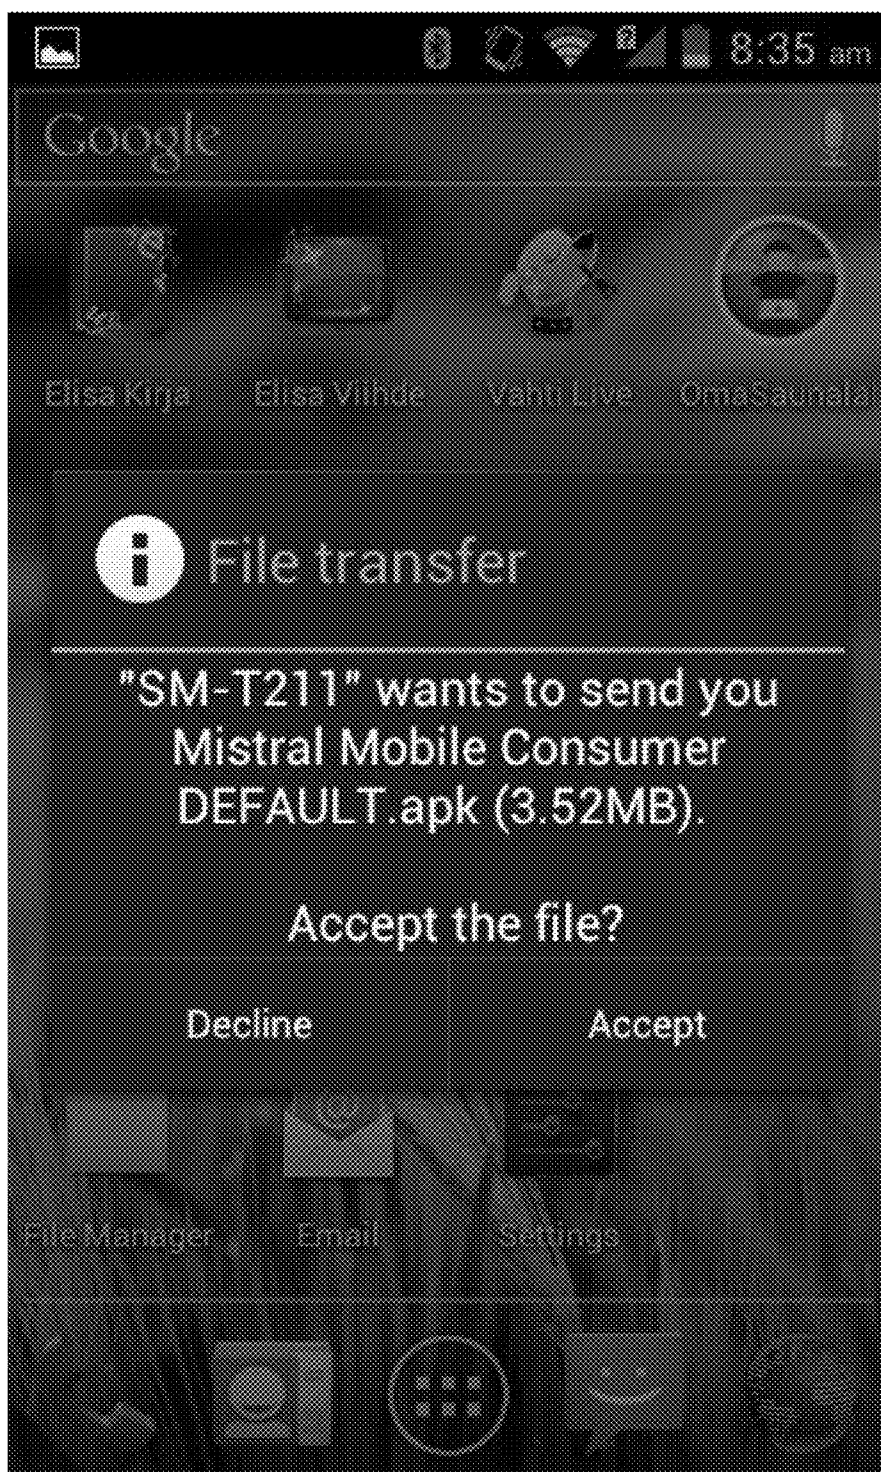 8:35 am
Google
Elisa Kirja Elisa Viihde Vahti Live OmaSaunalahti
File transfer
"SM-T211" wants to send you
Mistral Mobile Consumer
DEFAULT.apk (3.52MB).
Accept the file?
Decline Accept
File Manager Email Settings